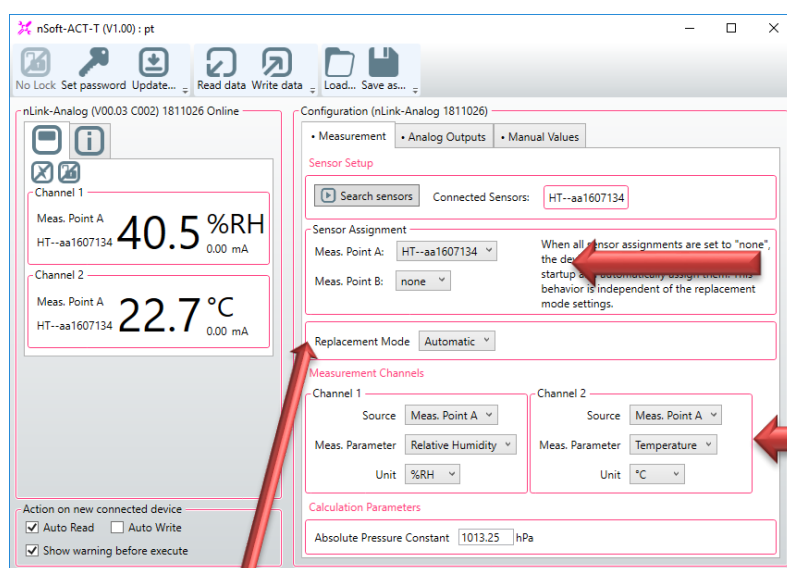 nSoft-ACT-T (V1.00) : pt
No Lock Set password Update... Read data Write data Load... Save as...
nLink-Analog (V00.03 C002) 1811026 Online
Channel 1
Meas. Point A
HT--aa1607134
40.5 %RH
0.00 mA
Channel 2
Meas. Point A
HT--aa1607134
22.7 °C
0.00 mA
Action on new connected device
Auto Read Auto Write
Show warning before execute
Configuration (nLink-Analog 1811026)
• Measurement • Analog Outputs • Manual Values
Sensor Setup
Search sensors Connected Sensors: HT--aa1607134
Sensor Assignment
Meas. Point A: HT--aa1607134
Meas. Point B: none
When all sensor assignments are set to "none",
the
startup
behavior is independent of the replacement
mode settings.
Replacement Mode Automatic
Measurement Channels
Channel 1
Source Meas. Point A
Meas. Parameter Relative Humidity
Unit %RH
Channel 2
Source Meas. Point A
Meas. Parameter Temperature
Unit °C
Calculation Parameters
Absolute Pressure Constant 1013.25 hPa